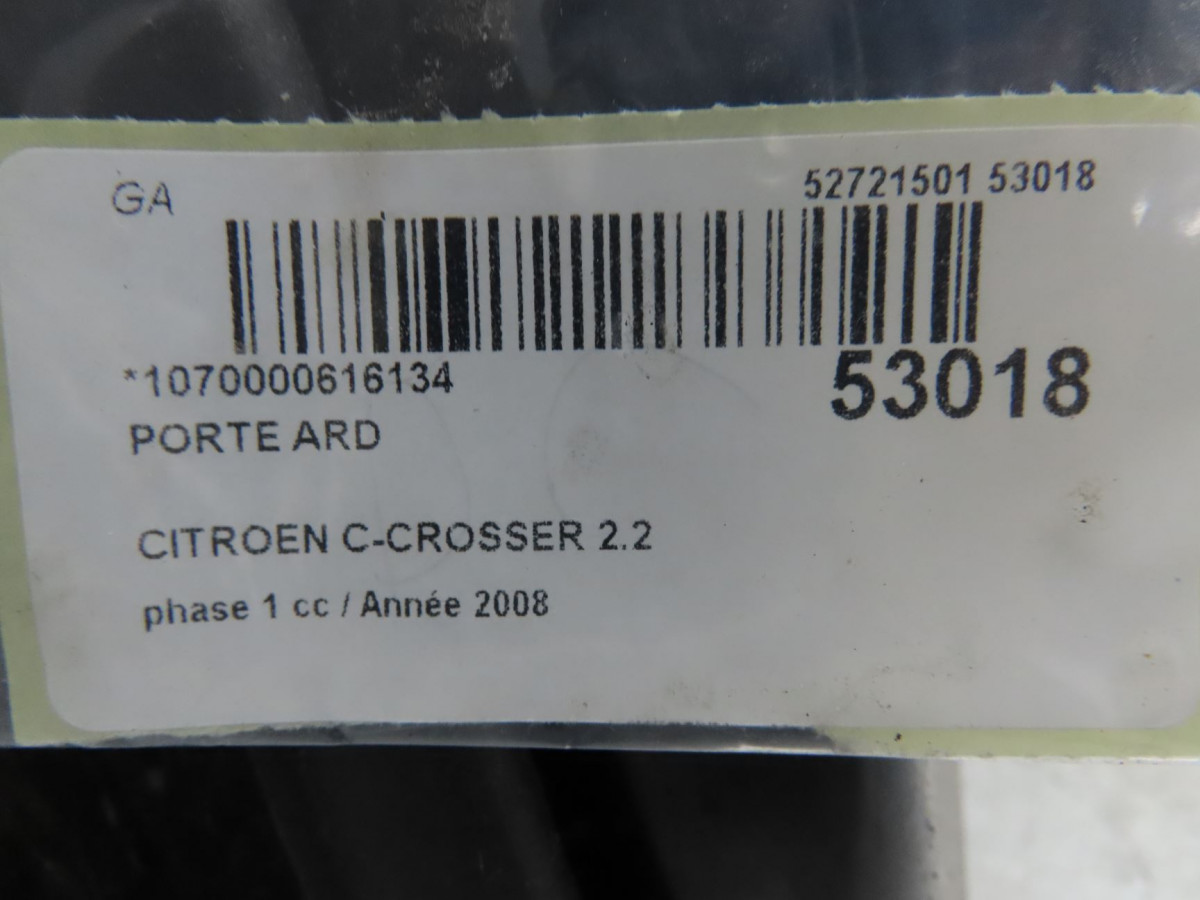 GA
52721501 53018
*1070000616134
53018
PORTE ARD
CITROEN C-CROSSER 2.2
phase 1 cc / Année 2008